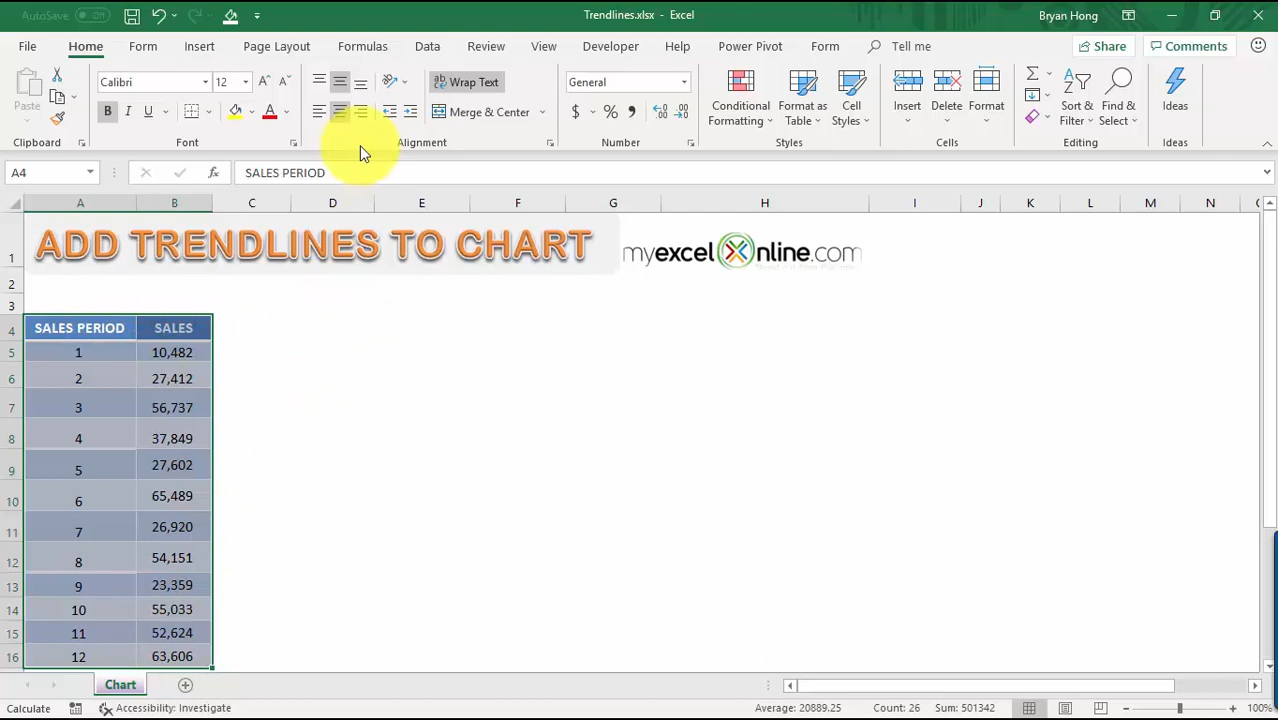 AutoSave Off
Trendlines.xlsx - Excel
Bryan Hong
File Home Form Insert Page Layout Formulas Data Review View Developer Help Power Pivot Form Tell me Share Comments
Paste
Calibri 12
B I U
Wrap Text
Merge & Center
General
$ % ,
Conditional Formatting
Format as Table
Cell Styles
Insert
Delete
Format
Sort & Filter
Find & Select
Ideas
Clipboard Font Alignment Number Styles Cells Editing Ideas
A4 fx SALES PERIOD
A B C D E F G H I J K L M N
1 ADD TRENDLINES TO CHART myexcelonline.com
2
3
4 SALES PERIOD SALES
5 1 10,482
6 2 27,412
7 3 56,737
8 4 37,849
9 5 27,602
10 6 65,489
11 7 26,920
12 8 54,151
13 9 23,359
14 10 55,033
15 11 52,624
16 12 63,606
Chart
Calculate Accessibility: Investigate Average: 20889.25 Count: 26 Sum: 501342 100%